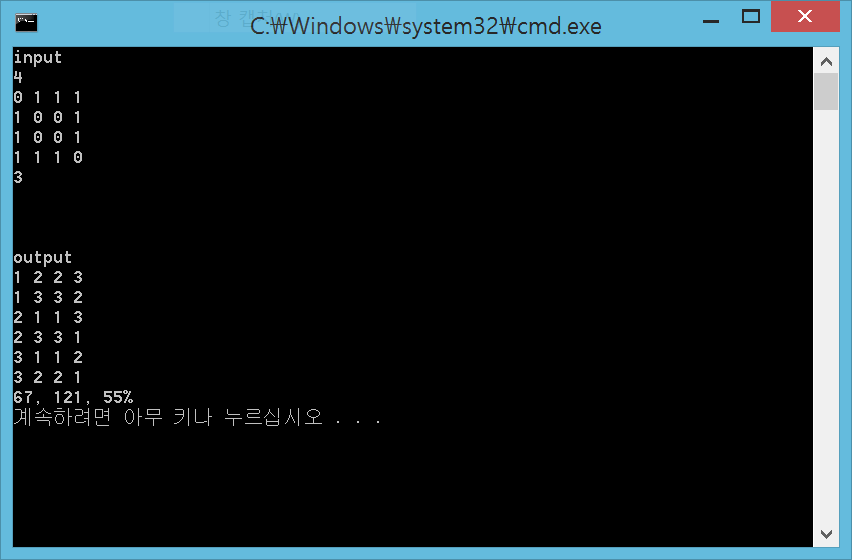 C:₩Windows₩system32₩cmd.exe
input
4
0 1 1 1
1 0 0 1
1 0 0 1
1 1 1 0
3
output
1 2 2 3
1 3 3 2
2 1 1 3
2 3 3 1
3 1 1 2
3 2 2 1
67, 121, 55%
계속하려면 아무 키나 누르십시오 . . .